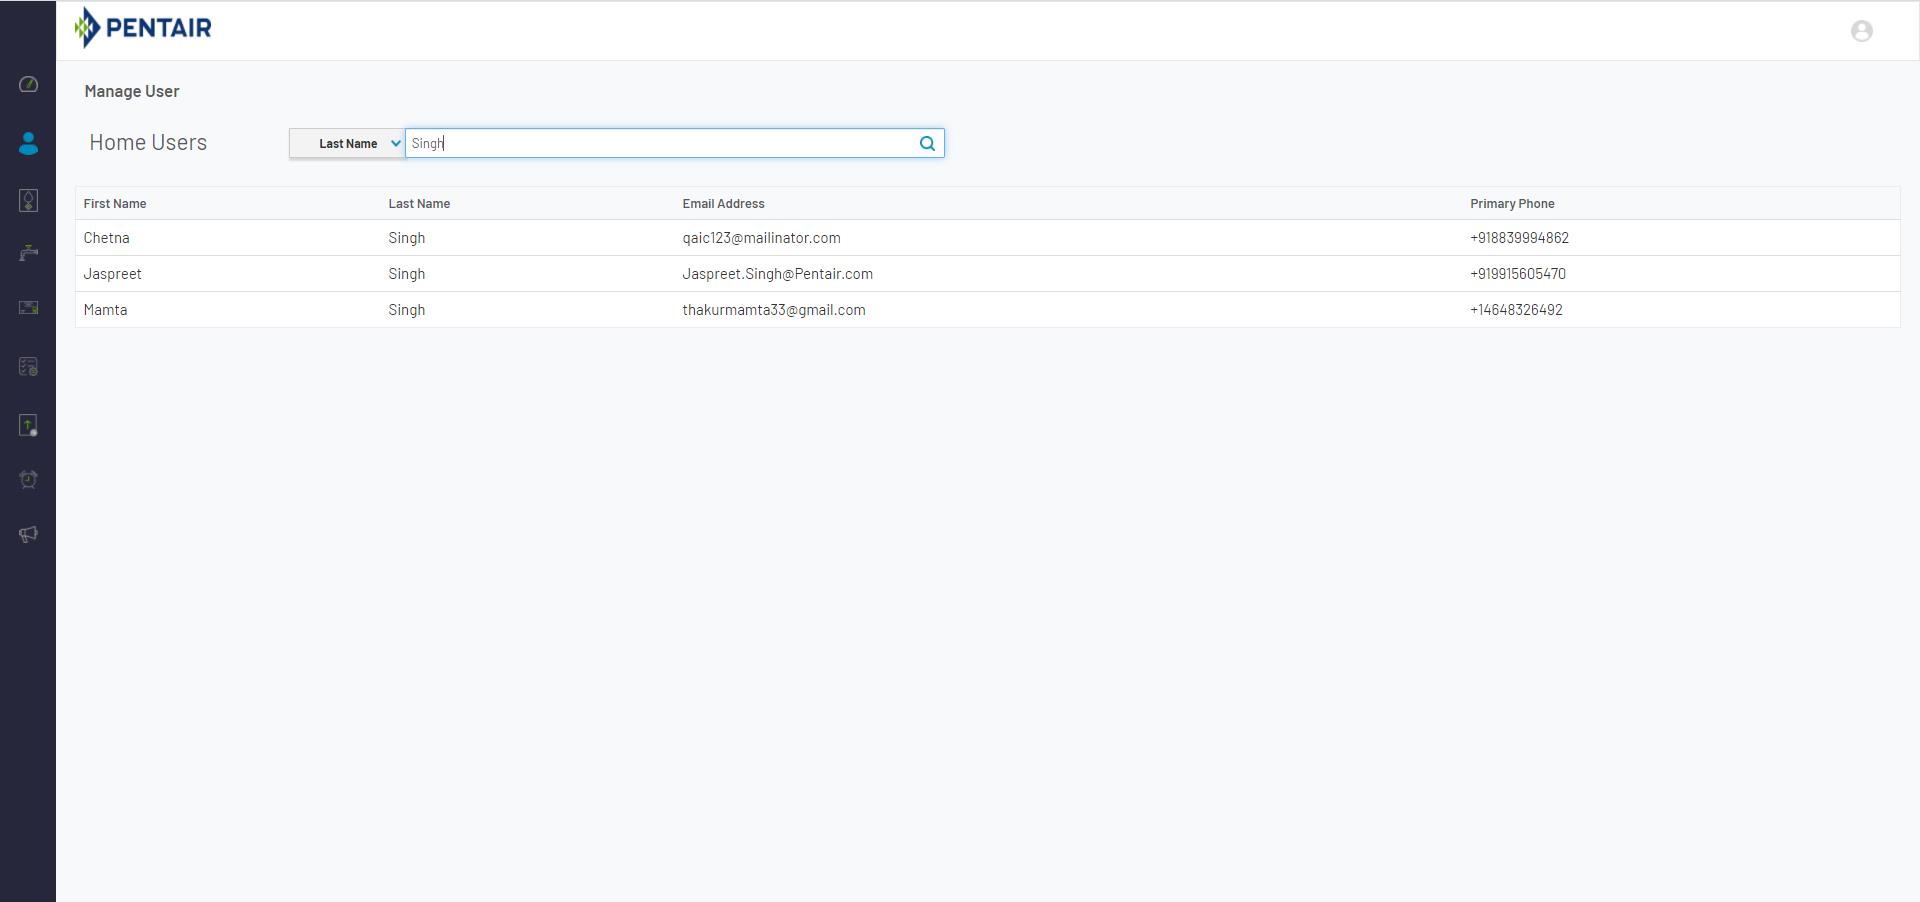 PENTAIR
Manage User
Home Users
Last Name
Singh
First Name Last Name Email Address Primary Phone
Chetna Singh qaic123@mailinator.com +918839994862
Jaspreet Singh Jaspreet.Singh@Pentair.com +919915605470
Mamta Singh thakurmamta33@gmail.com +14648326492